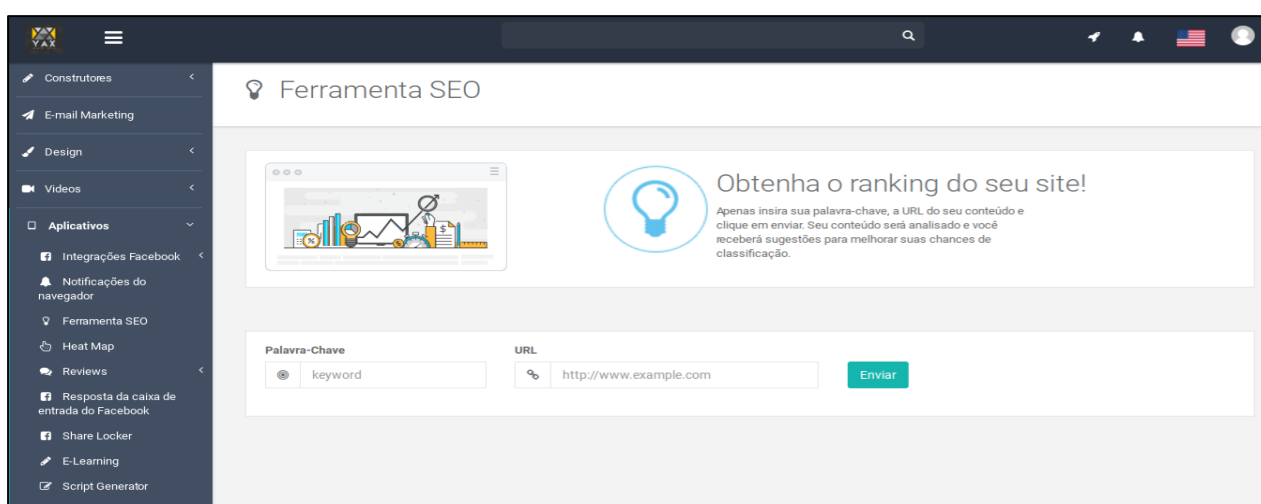 YAX
Construtores
E-mail Marketing
Design
Videos
Aplicativos
Integrações Facebook
Notificações do
navegador
Ferramenta SEO
Heat Map
Reviews
Resposta da caixa de
entrada do Facebook
Share Locker
E-Learning
Script Generator
Ferramenta SEO
Obtenha o ranking do seu site!
Apenas insira sua palavra-chave, a URL do seu conteúdo e
clique em enviar. Seu conteúdo será analisado e você
receberá sugestões para melhorar suas chances de
classificação.
Palavra-Chave
keyword
URL
http://www.example.com
Enviar